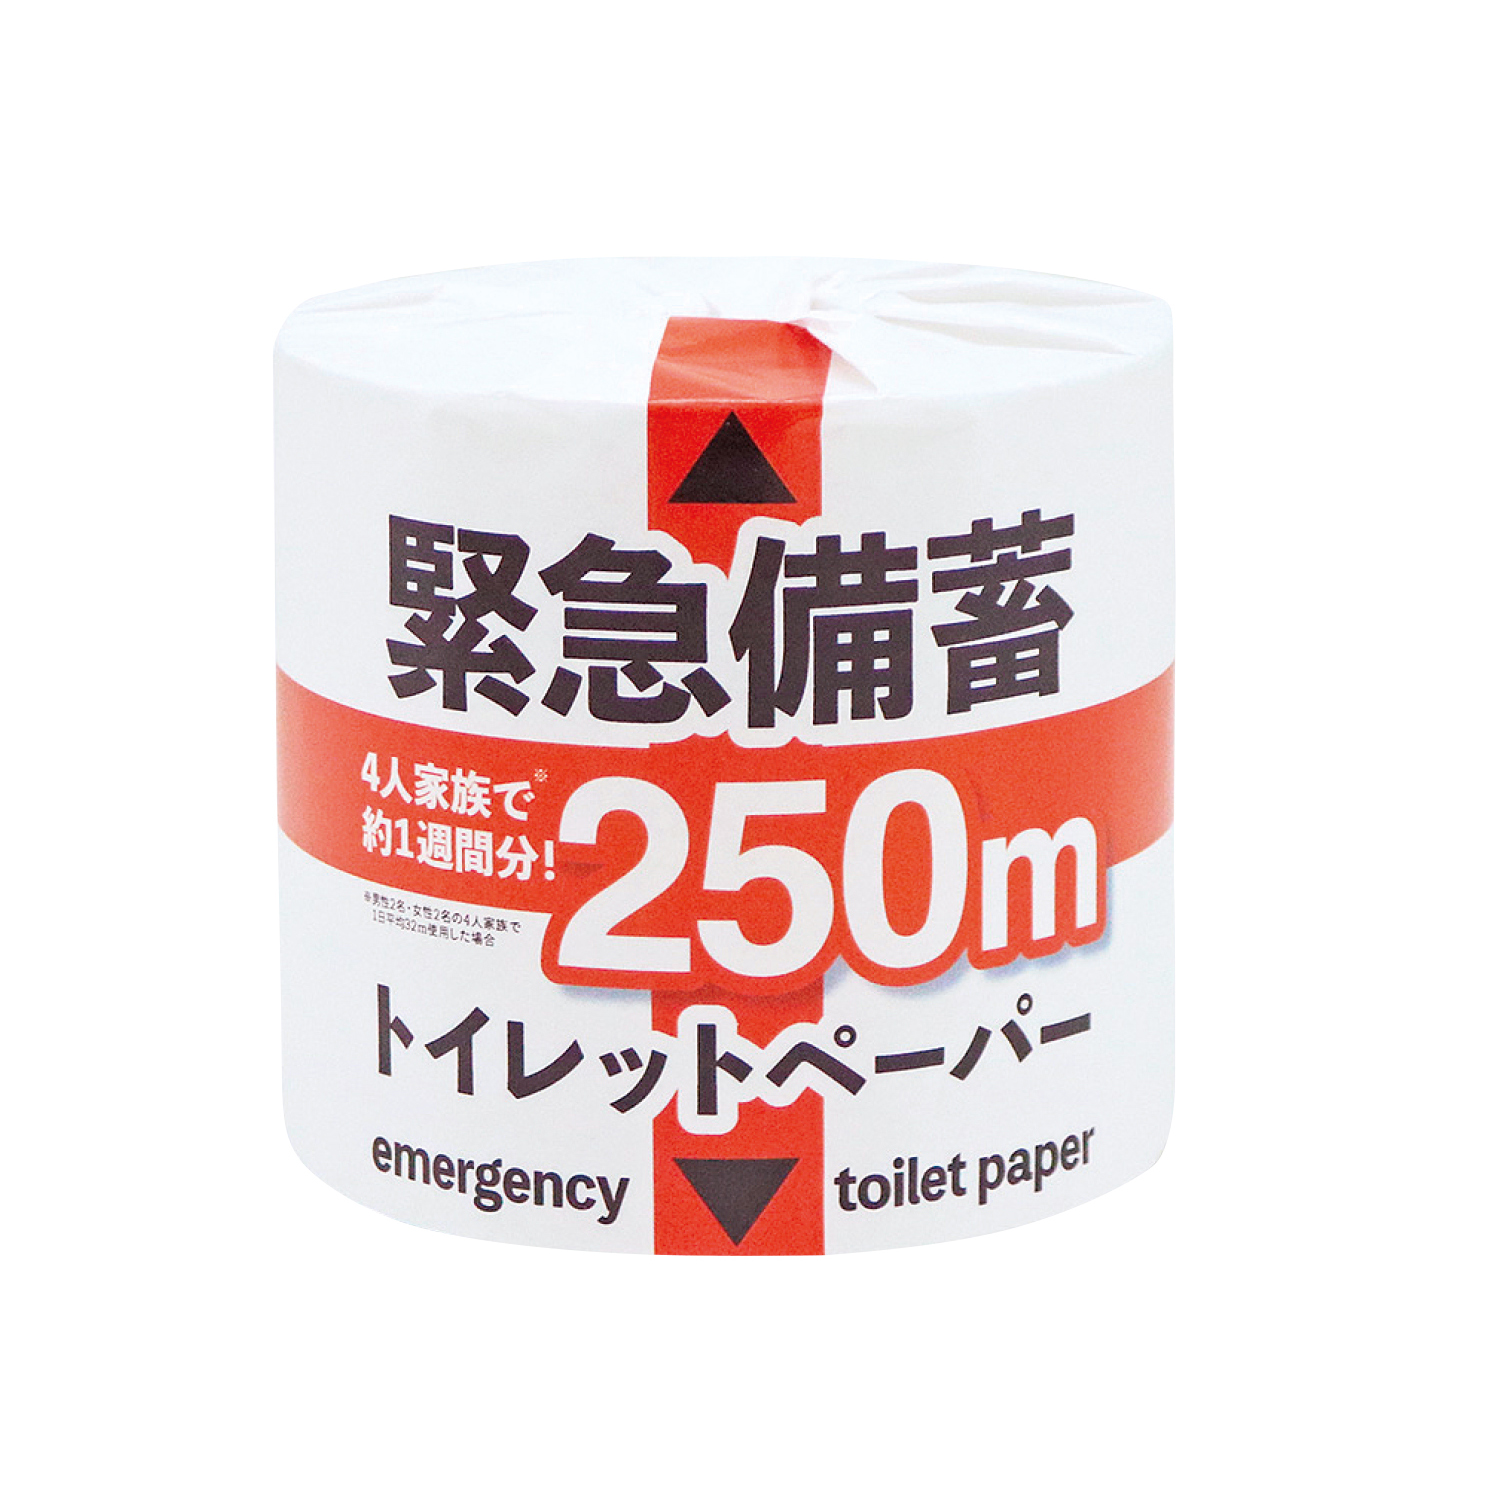 緊急備蓄
4人家族で※
約1週間分!
250m
※男性2名・女性2名の4人家族で
1日平均32m使用した場合
トイレットペーパー
emergency toilet paper